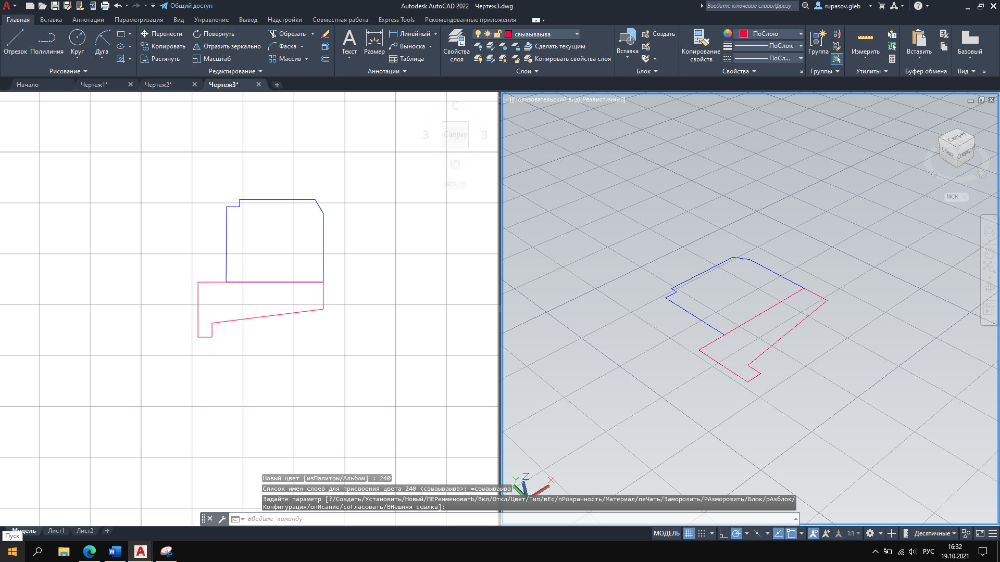 Общий доступ
Autodesk AutoCAD 2022 Чертеж3.dwg
Введите ключевое слово/фразу
rupasov.gleb
Главная Вставка Аннотации Параметризация Вид Управление Вывод Надстройки Совместная работа Express Tools Рекомендованные приложения
Отрезок Полилиния Круг Дуга
Перенести Повернуть Обрезать
Копировать Отразить зеркально Фаска
Растянуть Масштаб Массив
Текст Размер
Линейный
Выноска
Таблица
Свойства слоя
свыаываыва
Сделать текущим
Копировать свойства слоя
Вставка
Создать
Копирование свойств
ПоСлою
ПоСлою
ПоСл...
Группа
Измерить
Вставить
Базовый
Рисование Редактирование Аннотации Слои Блок Свойства Группы Утилиты Буфер обмена Вид
Начало Чертеж1* Чертеж2* Чертеж3*
[+][Пользовательский вид][Реалистичный]
С
З Сверху В
Ю
МСК
Сверху
Слева Спереди
З Ю
МСК
Y Z X
Новый цвет [изПалитры/Альбом] : 240
Список имен слоев для присвоения цвета 240 <свыаываыва>: =свыаываыва
Задайте параметр [?/Создать/Установить/Новый/ПЕРеименовать/Вкл/Откл/Цвет/Тип/вЕс/пРозрачность/Материал/пеЧать/Заморозить/РАзморозить/Блок/рАзблок/
Конфигурация/опИсание/соГласовать/ВНешняя ссылка]:
Введите команду
Модель Лист1 Лист2
Пуск
МОДЕЛЬ
1:1
Десятичные
РУС
16:32
19.10.2021